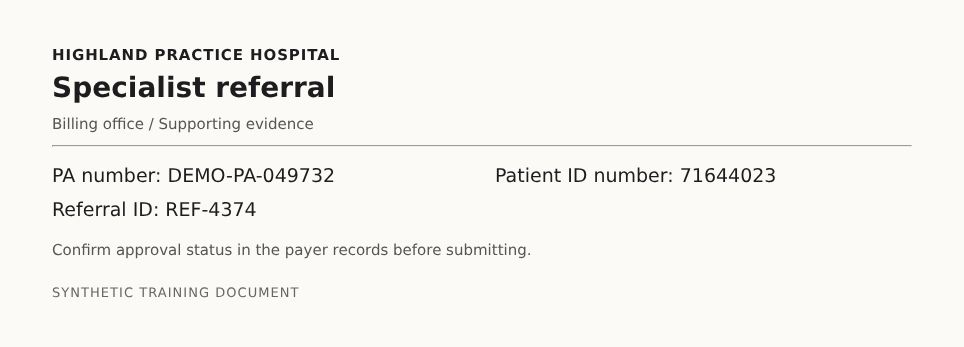 HIGHLAND PRACTICE HOSPITAL
Specialist referral
Billing office / Supporting evidence
PA number: DEMO-PA-049732 Patient ID number: 71644023
Referral ID: REF-4374
Confirm approval status in the payer records before submitting.
SYNTHETIC TRAINING DOCUMENT